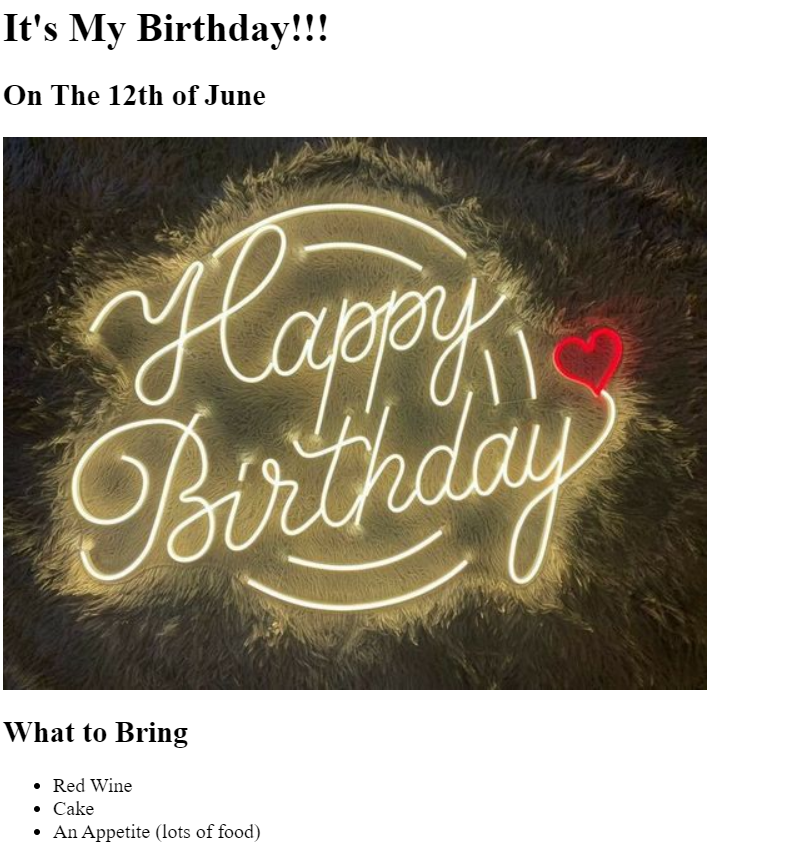 It's My Birthday!!!
On The 12th of June
Happy
Birthday
What to Bring
Red Wine
Cake
An Appetite (lots of food)